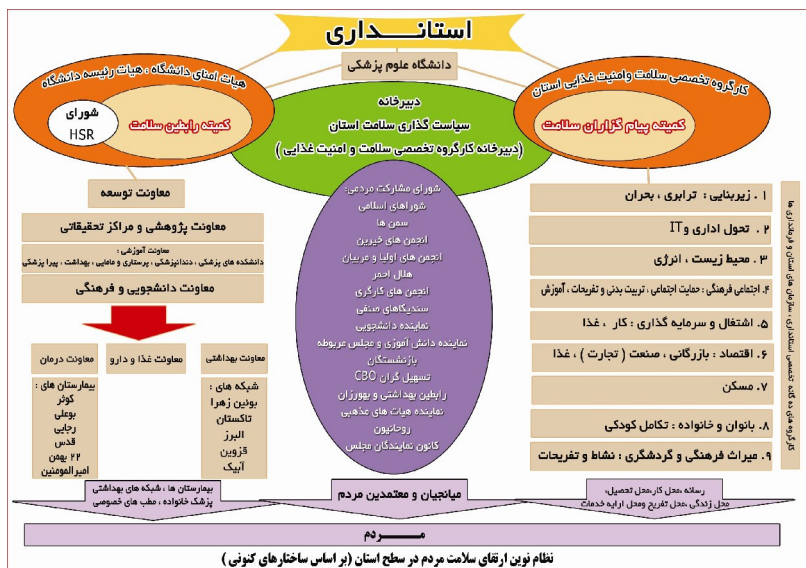 استانداری
دانشگاه علوم پزشکی
کارگروه تخصصی سلامت وامنیت غذایی استان
کمیته پیام گزاران سلامت
دبیرخانه
سیاست گذاری سلامت استان
(دبیرخانه کارگروه تخصصی سلامت و امنیت غذایی )
هیات امنای دانشگاه ، هیات رئیسه دانشگاه
کمیته رابطین سلامت
شورای
HSR
۱ . زیربنایی : ترابری ، بحران
۲ . تحول اداری و IT
۳ . محیط زیست ، انرژی
۴. اجتماعی فرهنگی : حمایت اجتماعی ، تربیت بدنی و تفریحات ، آموزش
۵ . اشتغال و سرمایه گذاری : کار ، غذا
۶ . اقتصاد : بازرگانی ، صنعت ( تجارت ) ، غذا
۷ . مسکن
۸ . بانوان و خانواده : تکامل کودکی
۹ . میراث فرهنگی و گردشگری : نشاط و تفریحات
کارگروه های ده گانه تخصصی استانداری ، سازمان های استان و فرمانداری ها
شورای مشارکت مردمی:
شوراهای اسلامی
سمن ها
انجمن های خیرین
انجمن های اولیا و مربیان
هلال احمر
انجمن های کارگری
سندیکاهای صنفی
نماینده دانشجویی
نماینده دانش آموزی و مجلس مربوطه
بازنشستگان
تسهیل گران CBO
رابطین بهداشتی و بهورزان
نماینده هیات های مذهبی
روحانیون
کانون نمایندگان مجلس
معاونت توسعه
معاونت پژوهشی و مراکز تحقیقاتی
معاونت آموزشی :
دانشکده های پزشکی ، دندانپزشکی ، پرستاری و مامایی ، بهداشت ، پیرا پزشکی
معاونت دانشجویی و فرهنگی
معاونت بهداشتی
شبکه های :
بوئین زهرا
تاکستان
البرز
قزوین
آبیک
معاونت غذا و دارو
معاونت درمان
بیمارستان های :
کوثر
بوعلی
رجایی
قدس
۲۲ بهمن
امیرالمومنین
رسانه ،محل کار،محل تحصیل،
محل زندگی ،محل تفریح ومحل ارایه خدمات
میانجیان و معتمدین مردم
بیمارستان ها ، شبکه های بهداشتی
پزشک خانواده ، مطب های خصوصی
مـــــردم
نظام نوین ارتقای سلامت مردم در سطح استان (بر اساس ساختارهای کنونی )